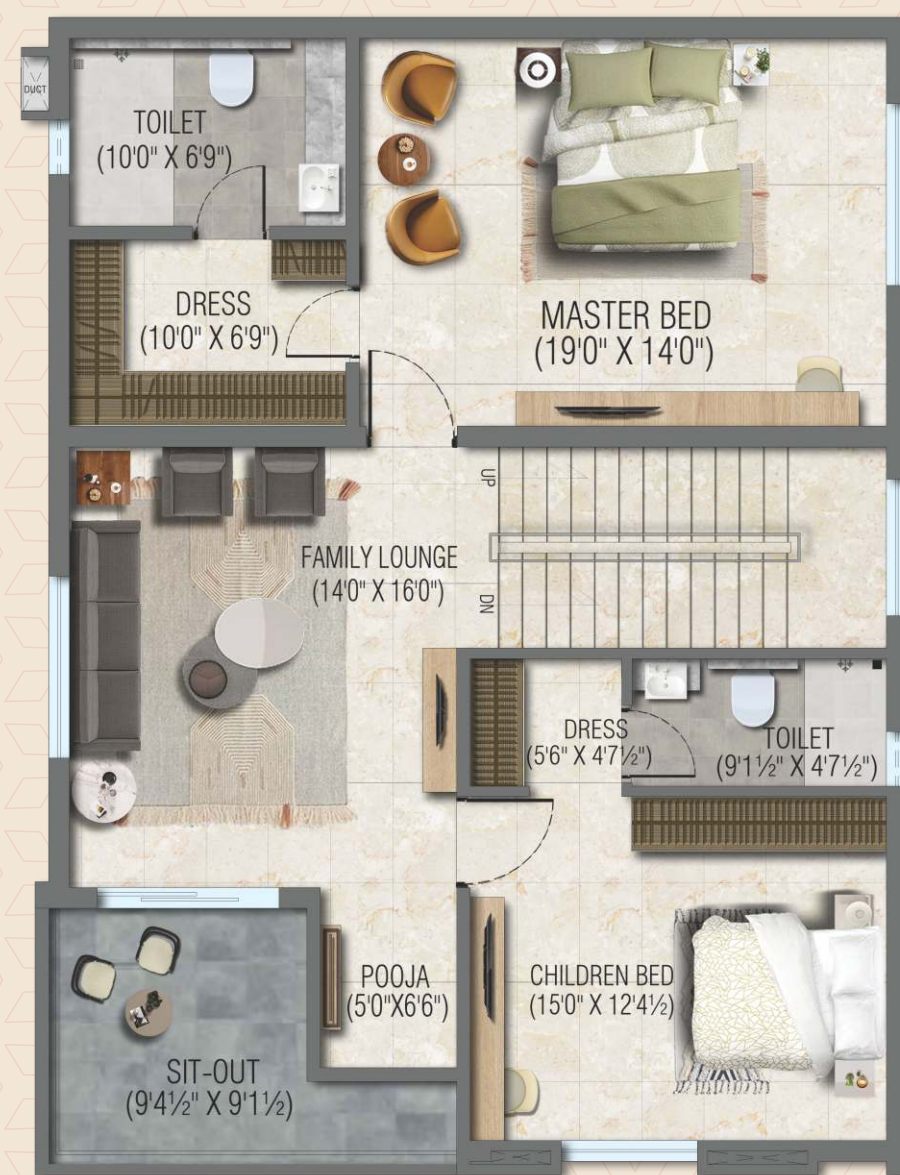 DUCT
TOILET
(10'0" X 6'9")
DRESS
(10'0" X 6'9")
MASTER BED
(19'0" X 14'0")
UP
FAMILY LOUNGE
(14'0" X 16'0")
DN
DRESS
(5'6" X 4'7½")
TOILET
(9'1½" X 4'7½")
POOJA
(5'0"X6'6")
CHILDREN BED
(15'0" X 12'4½)
SIT-OUT
(9'4½" X 9'1½)